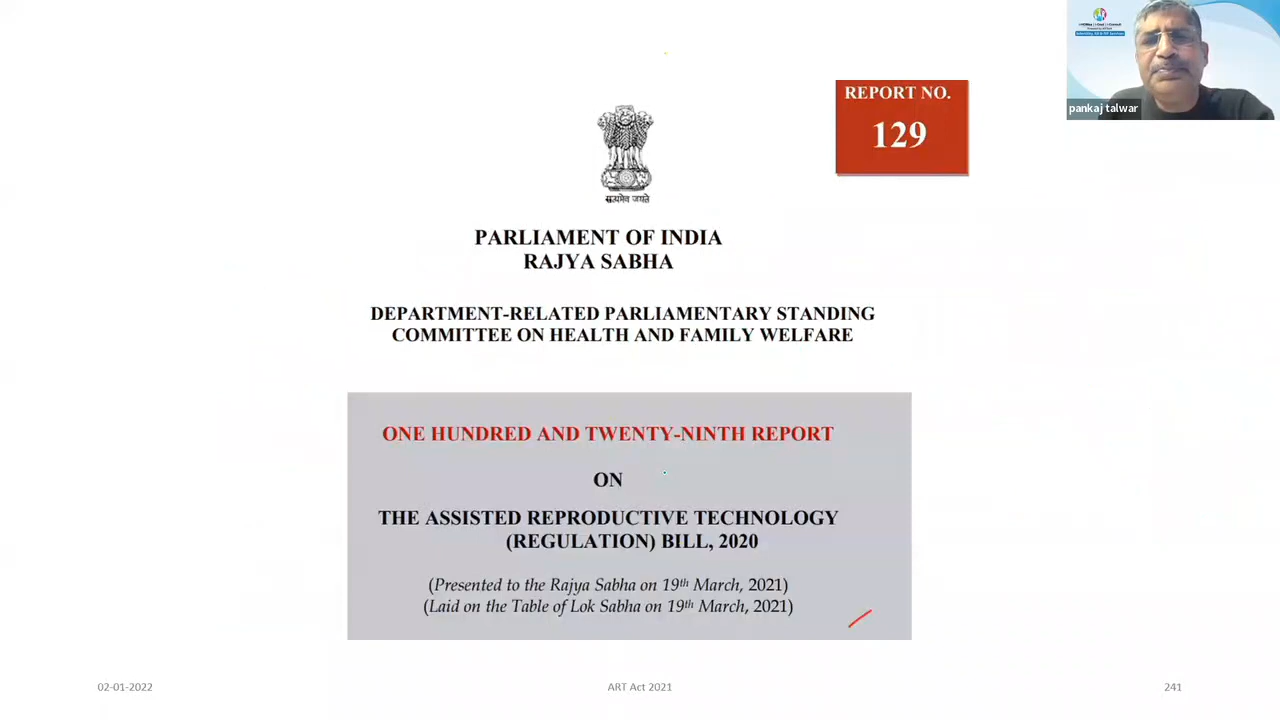 REPORT NO.
129
सत्यमेव जयते
PARLIAMENT OF INDIA
RAJYA SABHA
DEPARTMENT-RELATED PARLIAMENTARY STANDING
COMMITTEE ON HEALTH AND FAMILY WELFARE
ONE HUNDRED AND TWENTY-NINTH REPORT
ON
THE ASSISTED REPRODUCTIVE TECHNOLOGY
(REGULATION) BILL, 2020
(Presented to the Rajya Sabha on 19th March, 2021)
(Laid on the Table of Lok Sabha on 19th March, 2021)
02-01-2022
ART Act 2021
241
pankaj talwar